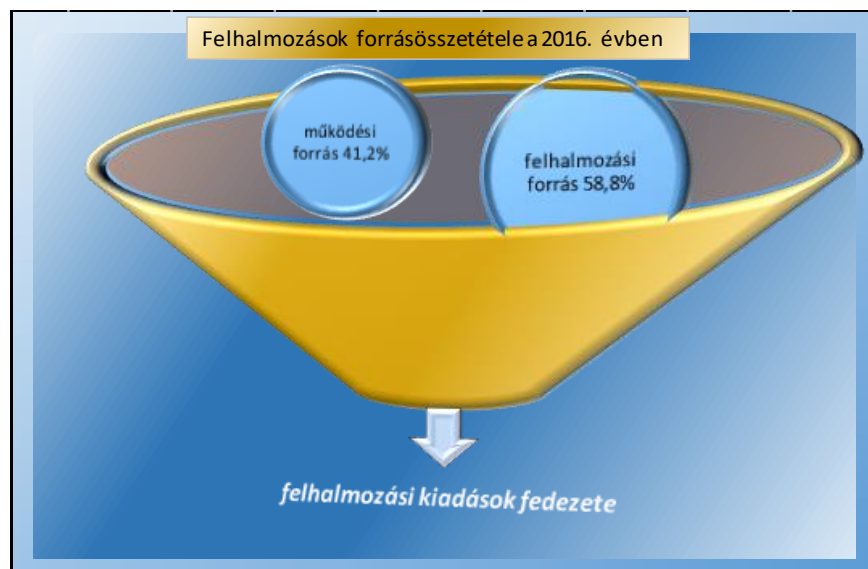 Felhalmozások forrásösszetétele a 2016. évben
működési
forrás 41,2%
felhalmozási
forrás 58,8%
felhalmozási kiadások fedezete